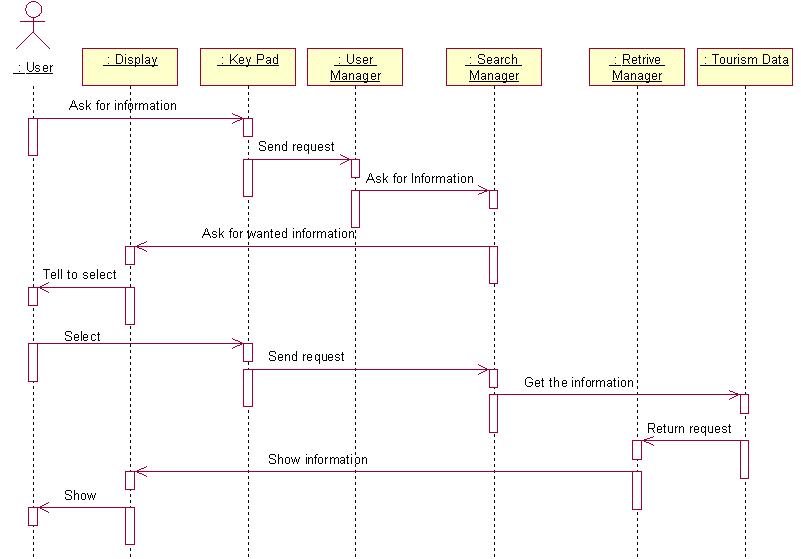 : User
: Display
: Key Pad
: User
Manager
: Search
Manager
: Retrive
Manager
: Tourism Data
Ask for information
Send request
Ask for Information
Ask for wanted information
Tell to select
Select
Send request
Get the information
Return request
Show information
Show